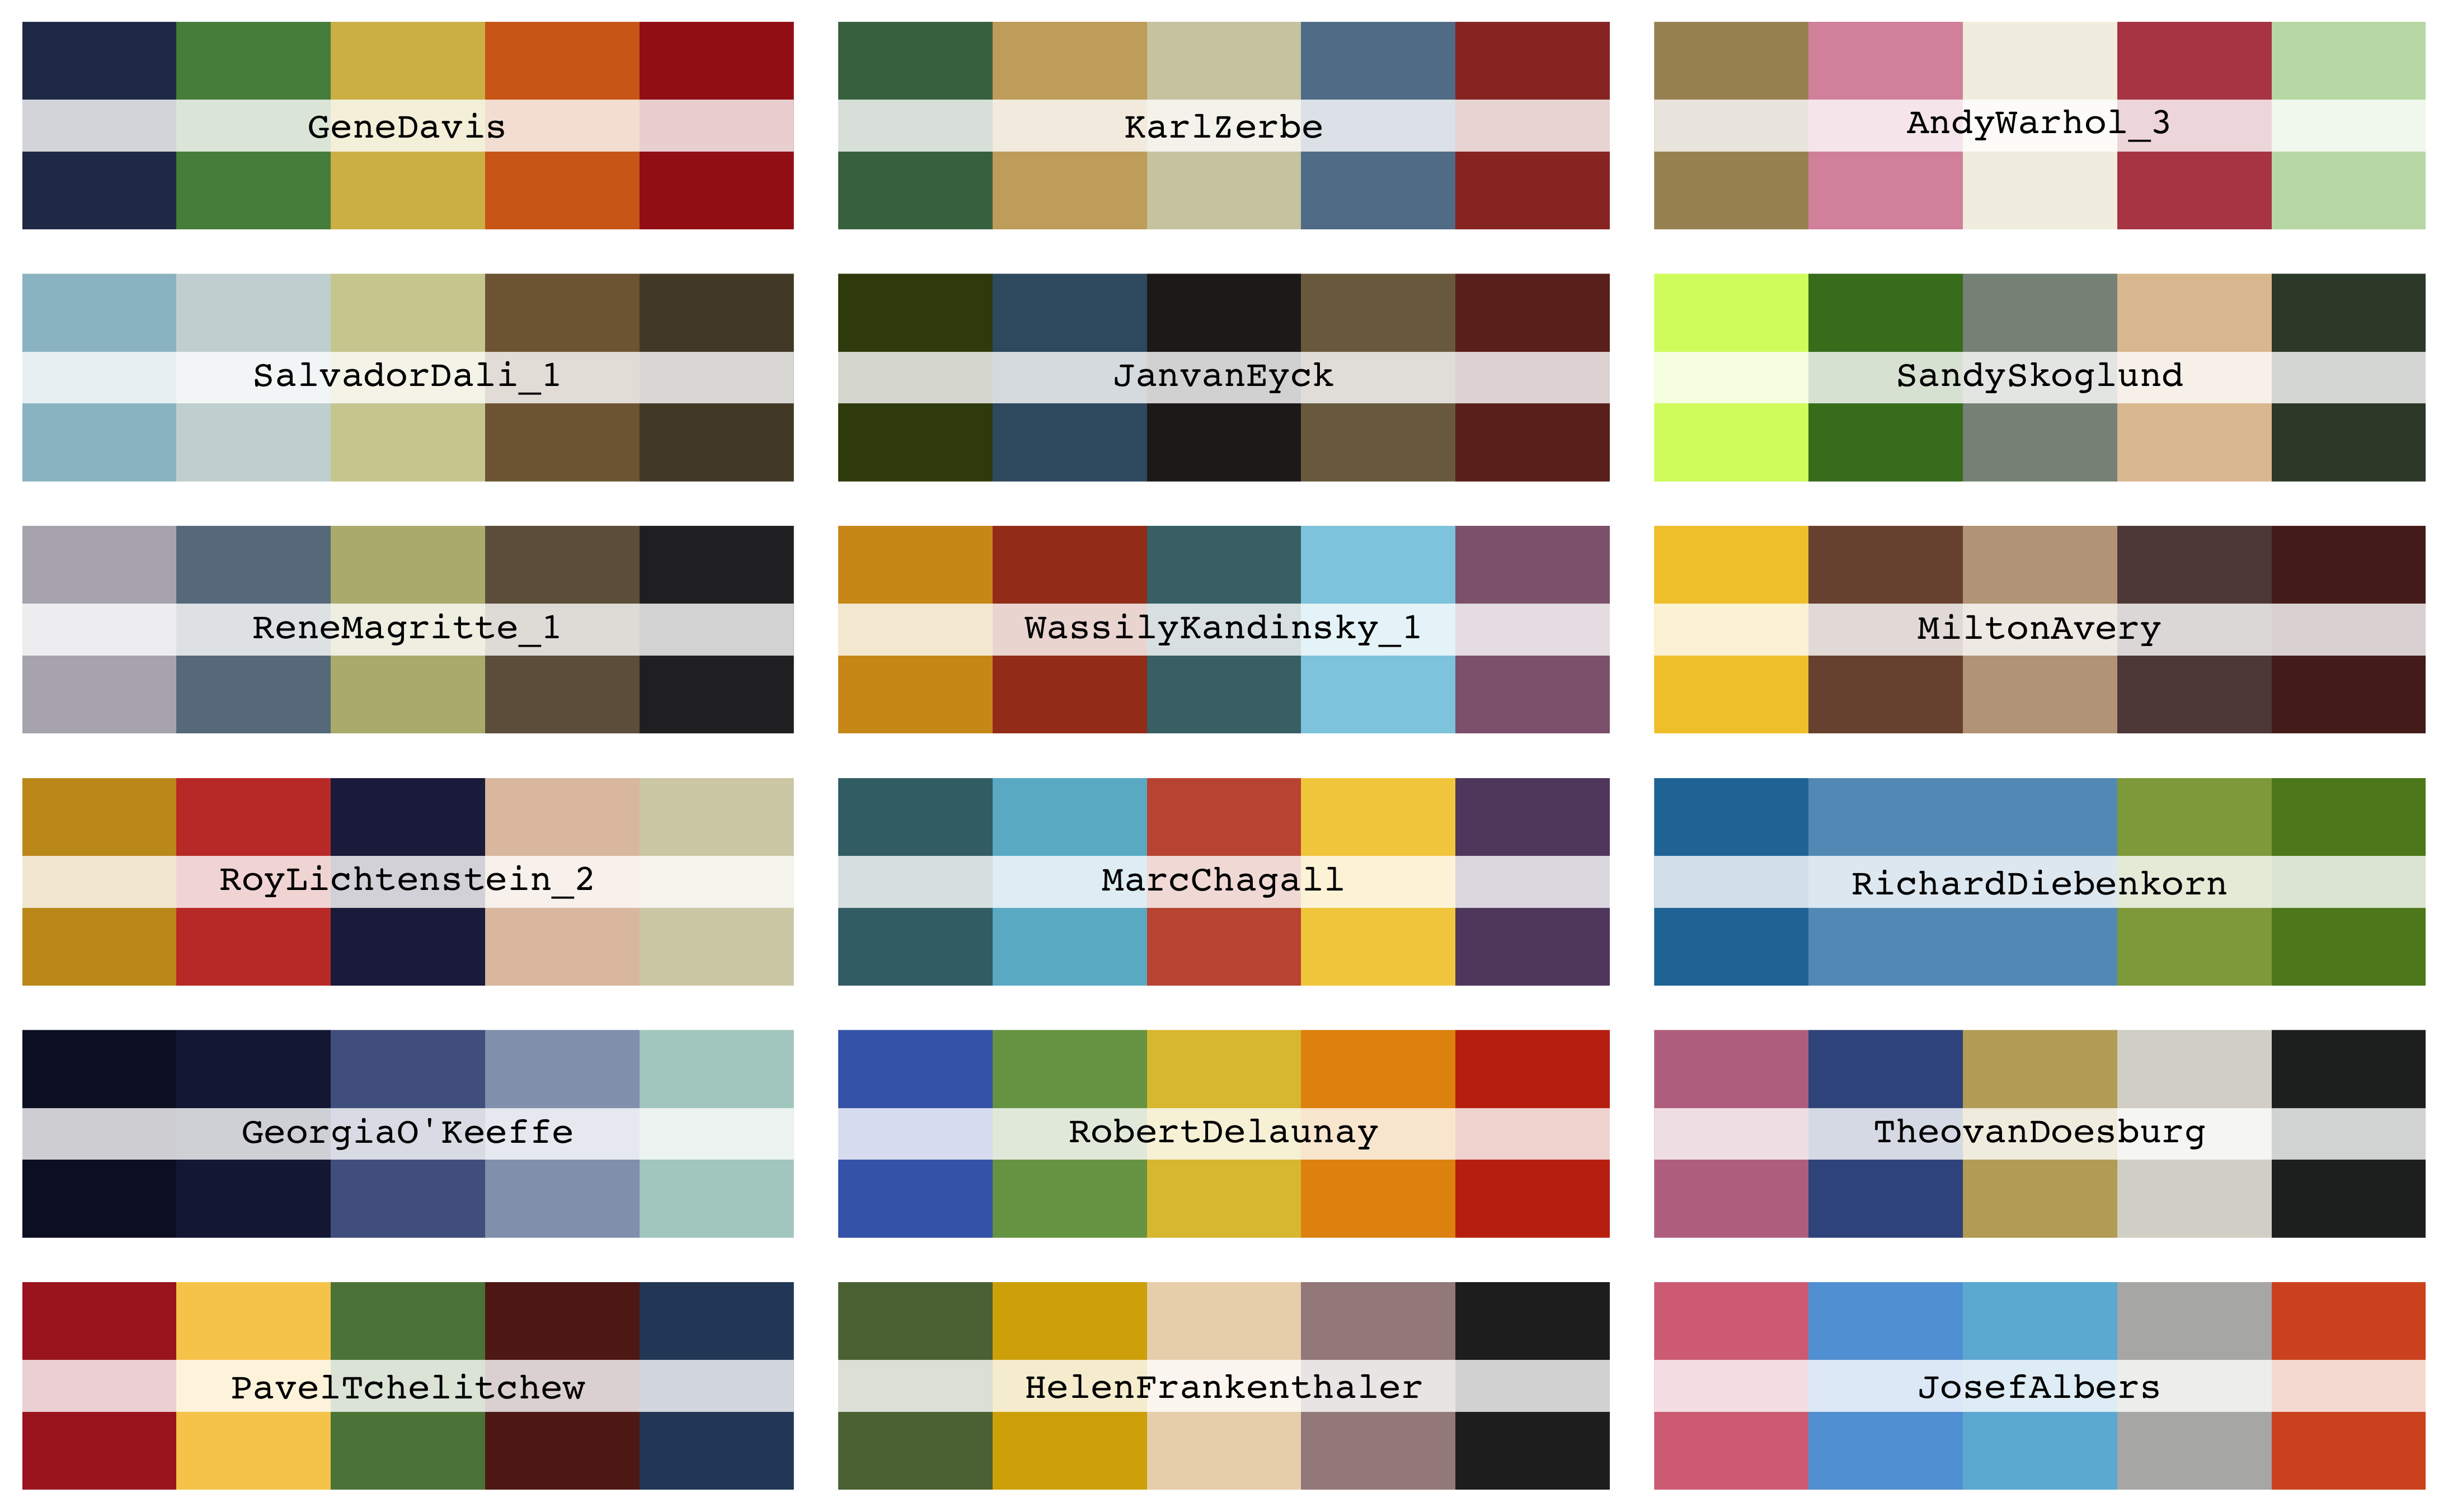 GeneDavis
KarlZerbe
AndyWarhol_3
SalvadorDali_1
JanvanEyck
SandySkoglund
ReneMagritte_1
WassilyKandinsky_1
MiltonAvery
RoyLichtenstein_2
MarcChagall
RichardDiebenkorn
GeorgiaO'Keeffe
RobertDelaunay
TheovanDoesburg
PavelTchelitchew
HelenFrankenthaler
JosefAlbers